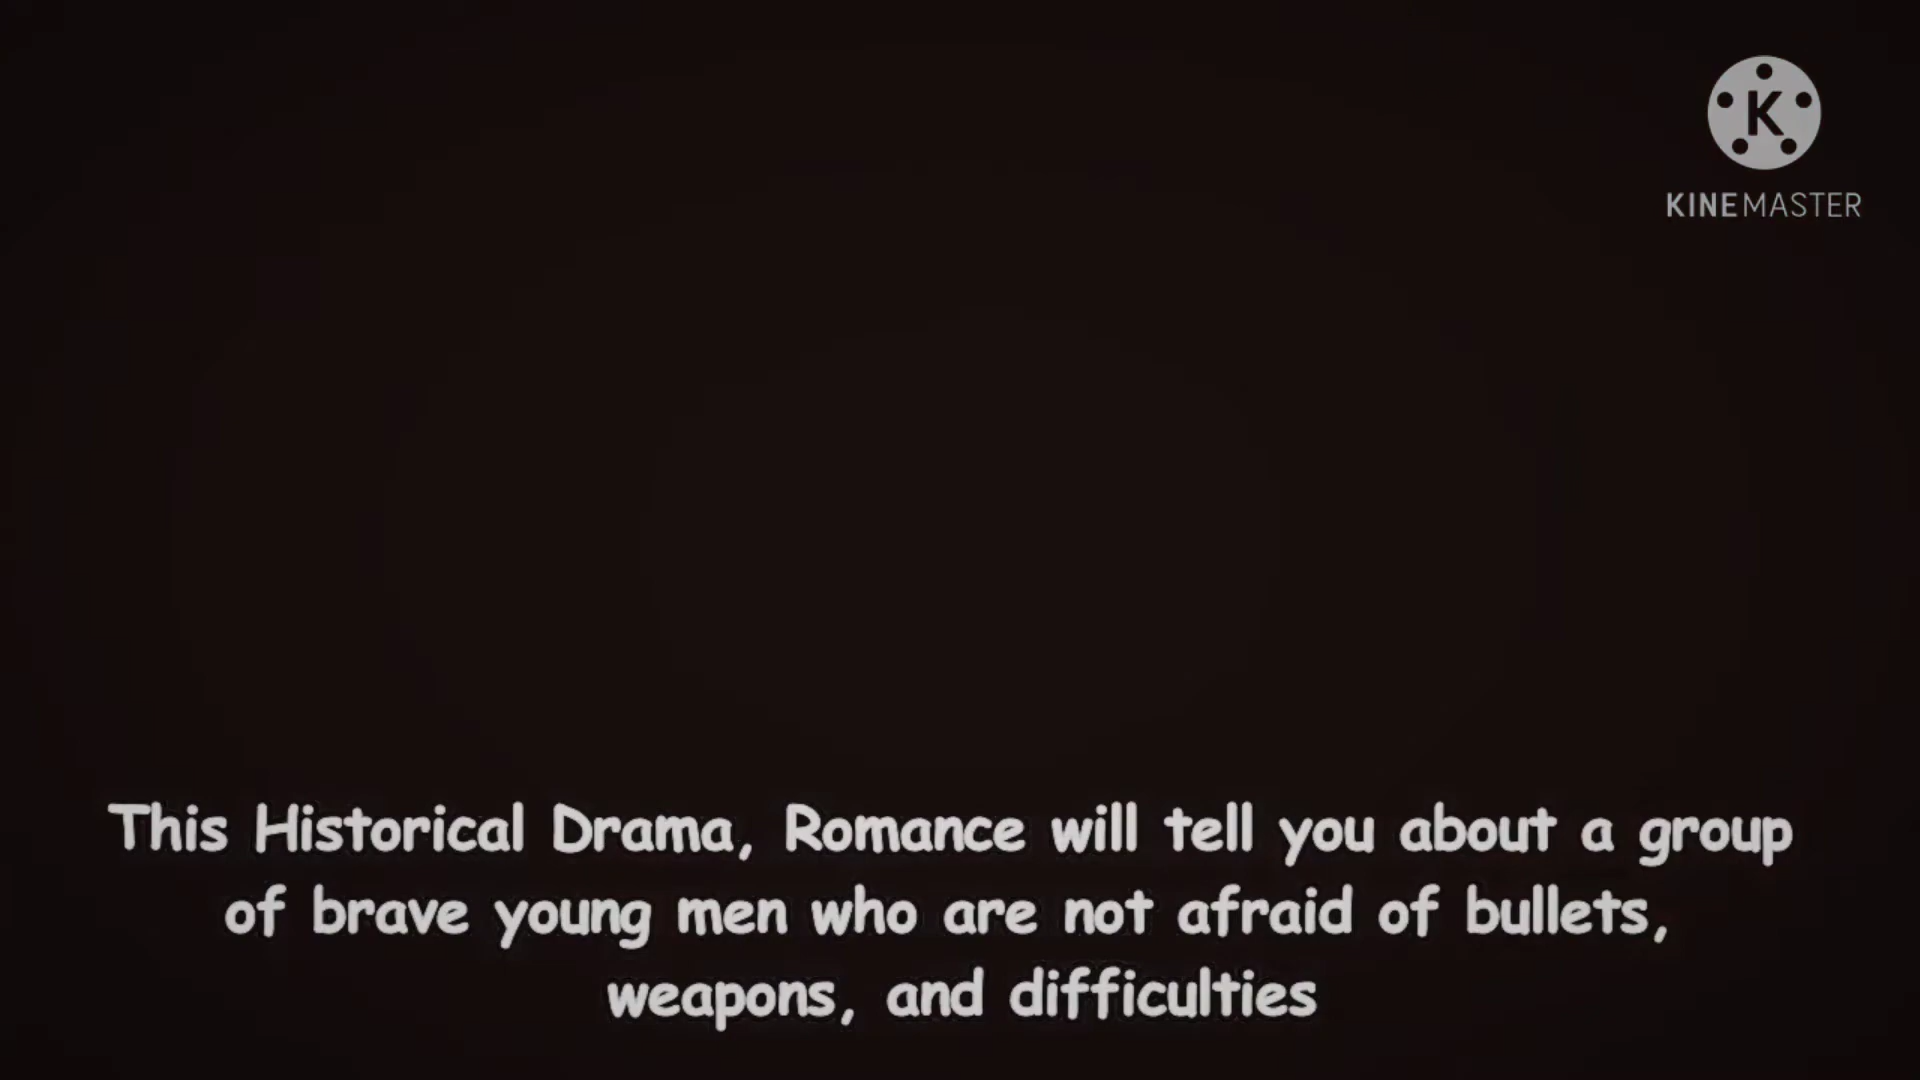 K
KINEMASTER
This Historical Drama, Romance will tell you about a group
of brave young men who are not afraid of bullets,
weapons, and difficulties